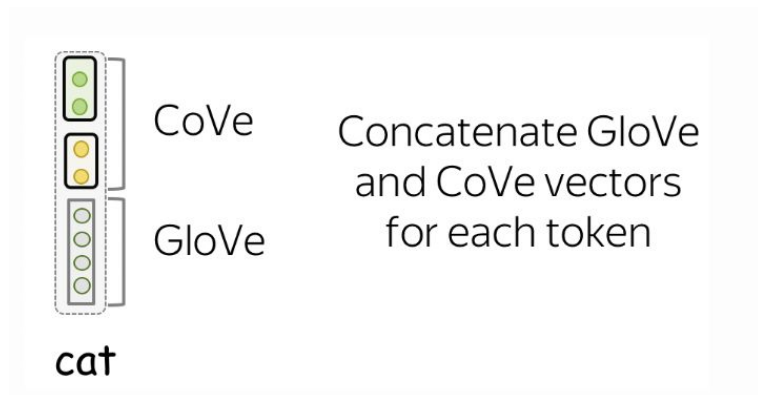 CoVe
GloVe
cat
Concatenate GloVe
and CoVe vectors
for each token